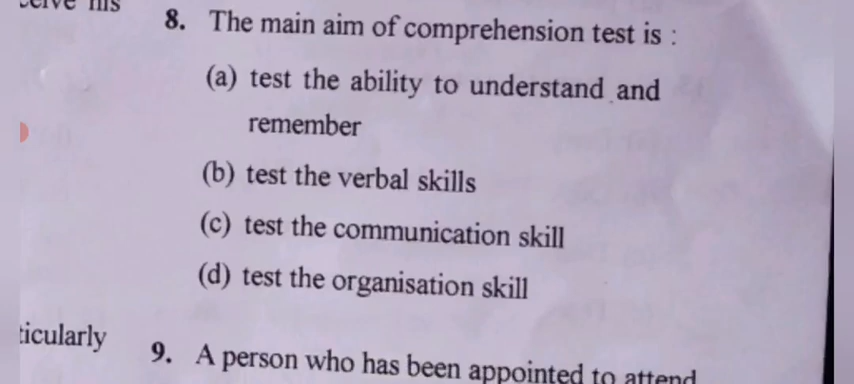 8. The main aim of comprehension test is :
(a) test the ability to understand and
remember
(b) test the verbal skills
(c) test the communication skill
(d) test the organisation skill
ticularly
9. A person who has been appointed to attend